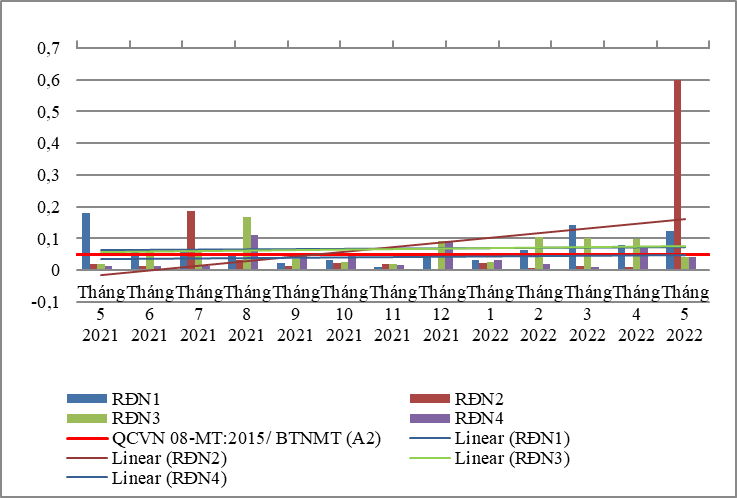 0,7
0,6
0,5
0,4
0,3
0,2
0,1
0
-0,1
Tháng Tháng Tháng Tháng Tháng Tháng Tháng Tháng Tháng Tháng Tháng Tháng Tháng
5 6 7 8 9 10 11 12 1 2 3 4 5
2021 2021 2021 2021 2021 2021 2021 2021 2022 2022 2022 2022 2022
RĐN1 RĐN2
RĐN3 RĐN4
QCVN 08-MT:2015/ BTNMT (A2) Linear (RĐN1)
Linear (RĐN2) Linear (RĐN3)
Linear (RĐN4)